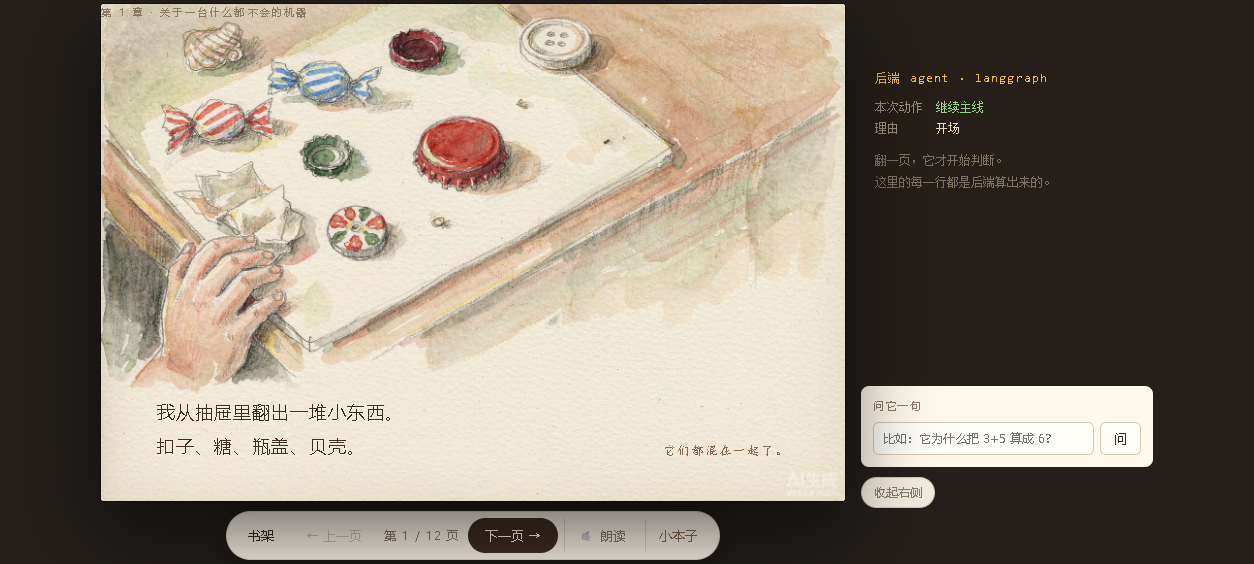 第 1 章 · 关于一台什么都不会的机器
我从抽屉里翻出一堆小东西。
扣子、糖、瓶盖、贝壳。
它们都混在一起了。
AI生成
书架
← 上一页
第 1 / 12 页
下一页 →
朗读
小本子
后端 agent · langgraph
本次动作 继续主线
理由 开场
翻一页，它才开始判断。
这里的每一行都是后端算出来的。
问它一句
比如：它为什么把 3+5 算成 6?
问
收起右侧